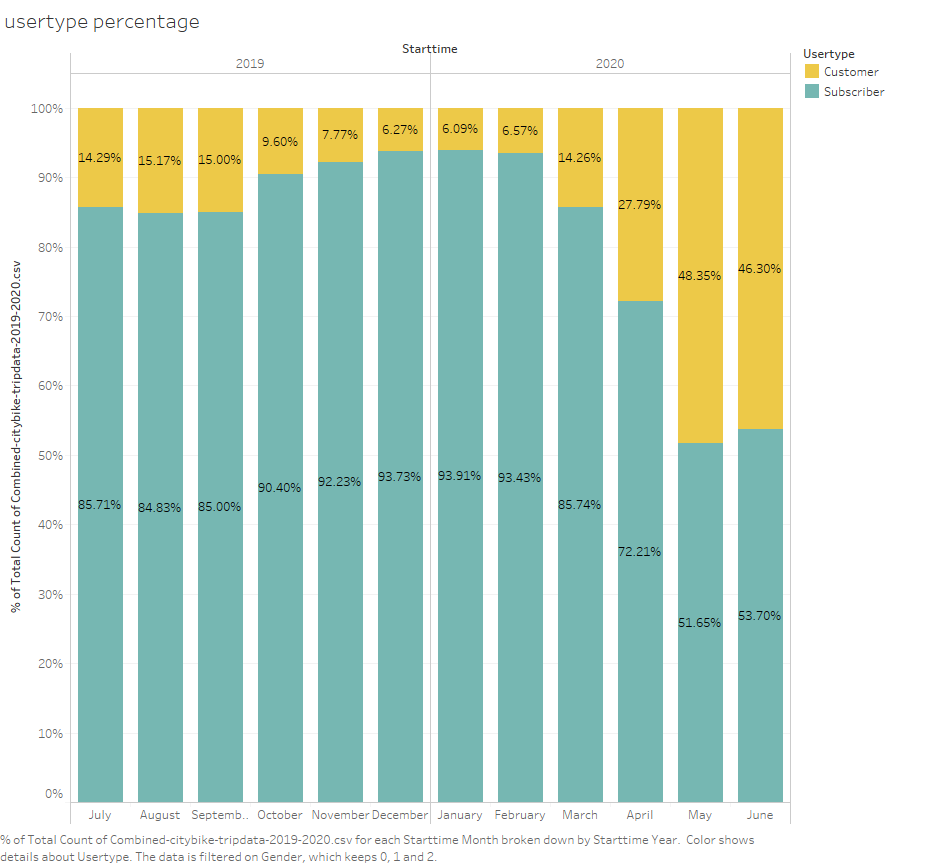 usertype percentage
Starttime
2019 2020
Usertype
Customer
Subscriber
% of Total Count of Combined-citybike-tripdata-2019-2020.csv
100%
90%
80%
70%
60%
50%
40%
30%
20%
10%
0%
14.29% 15.17% 15.00% 9.60% 7.77% 6.27% 6.09% 6.57% 14.26% 27.79% 48.35% 46.30%
85.71% 84.83% 85.00% 90.40% 92.23% 93.73% 93.91% 93.43% 85.74% 72.21% 51.65% 53.70%
July August Septemb.. October November December January February March April May June
% of Total Count of Combined-citybike-tripdata-2019-2020.csv for each Starttime Month broken down by Starttime Year. Color shows
details about Usertype. The data is filtered on Gender, which keeps 0, 1 and 2.